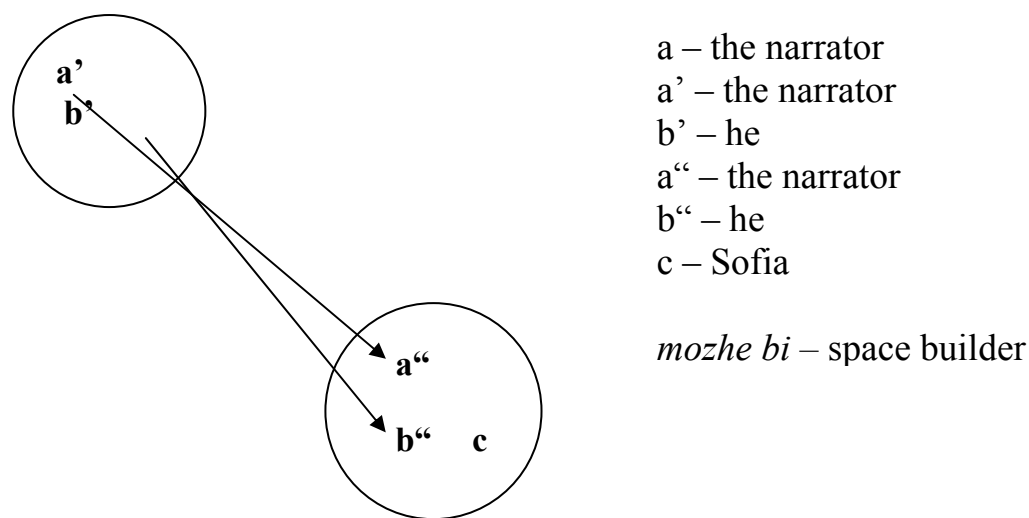 a’
b’
a“
b“ c
a – the narrator
a’ – the narrator
b’ – he
a“ – the narrator
b“ – he
c – Sofia
mozhe bi – space builder